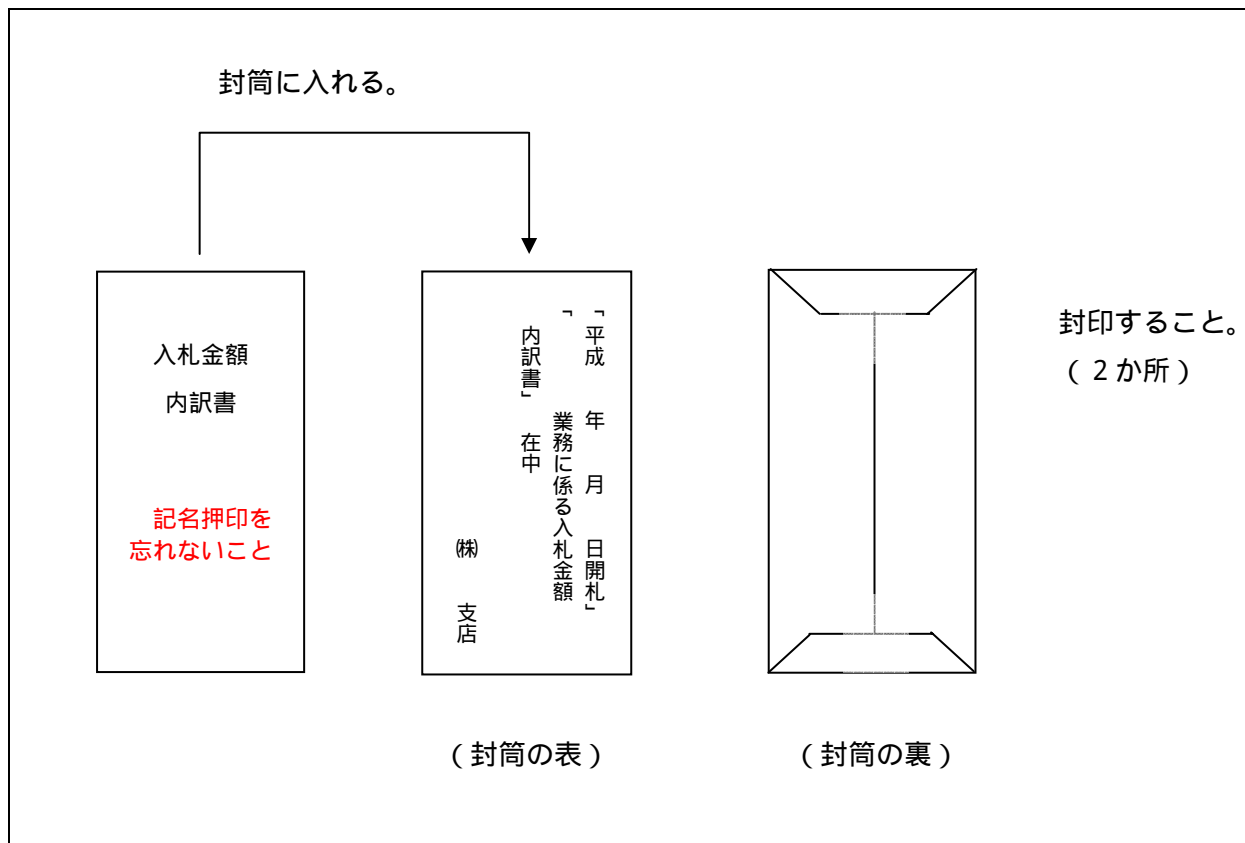 封筒に入れる。
入札金額
内訳書
記名押印を
忘れないこと
「平成　年　月　日開札」
「　業務に係る入札金額
内訳書」　在中
㈱　支店
封印すること。
（２か所）
（封筒の表）
（封筒の裏）